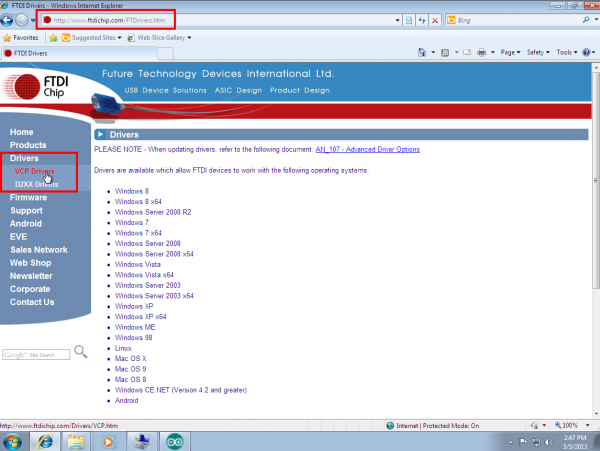 FTDI Drivers - Windows Internet Explorer
http://www.ftdichip.com/FTDrivers.htm
Bing
Favorites
Suggested Sites
Web Slice Gallery
FTDI Drivers
Page
Safety
Tools
FTDI
Chip
Future Technology Devices International Ltd.
USB Device Solutions ASIC Design Product Design
Home
Products
Drivers
VCP Drivers
D2XX Drivers
Firmware
Support
Android
EVE
Sales Network
Web Shop
Newsletter
Corporate
Contact Us
Google Site Search
Drivers
PLEASE NOTE - When updating drivers, refer to the following document: AN_107 - Advanced Driver Options
Drivers are available which allow FTDI devices to work with the following operating systems:
Windows 8
Windows 8 x64
Windows Server 2008 R2
Windows 7
Windows 7 x64
Windows Server 2008
Windows Server 2008 x64
Windows Vista
Windows Vista x64
Windows Server 2003
Windows Server 2003 x64
Windows XP
Windows XP x64
Windows ME
Windows 98
Linux
Mac OS X
Mac OS 9
Mac OS 8
Windows CE.NET (Version 4.2 and greater)
Android
http://www.ftdichip.com/Drivers/VCP.htm
Internet | Protected Mode: On
100%
2:47 PM
5/5/2013